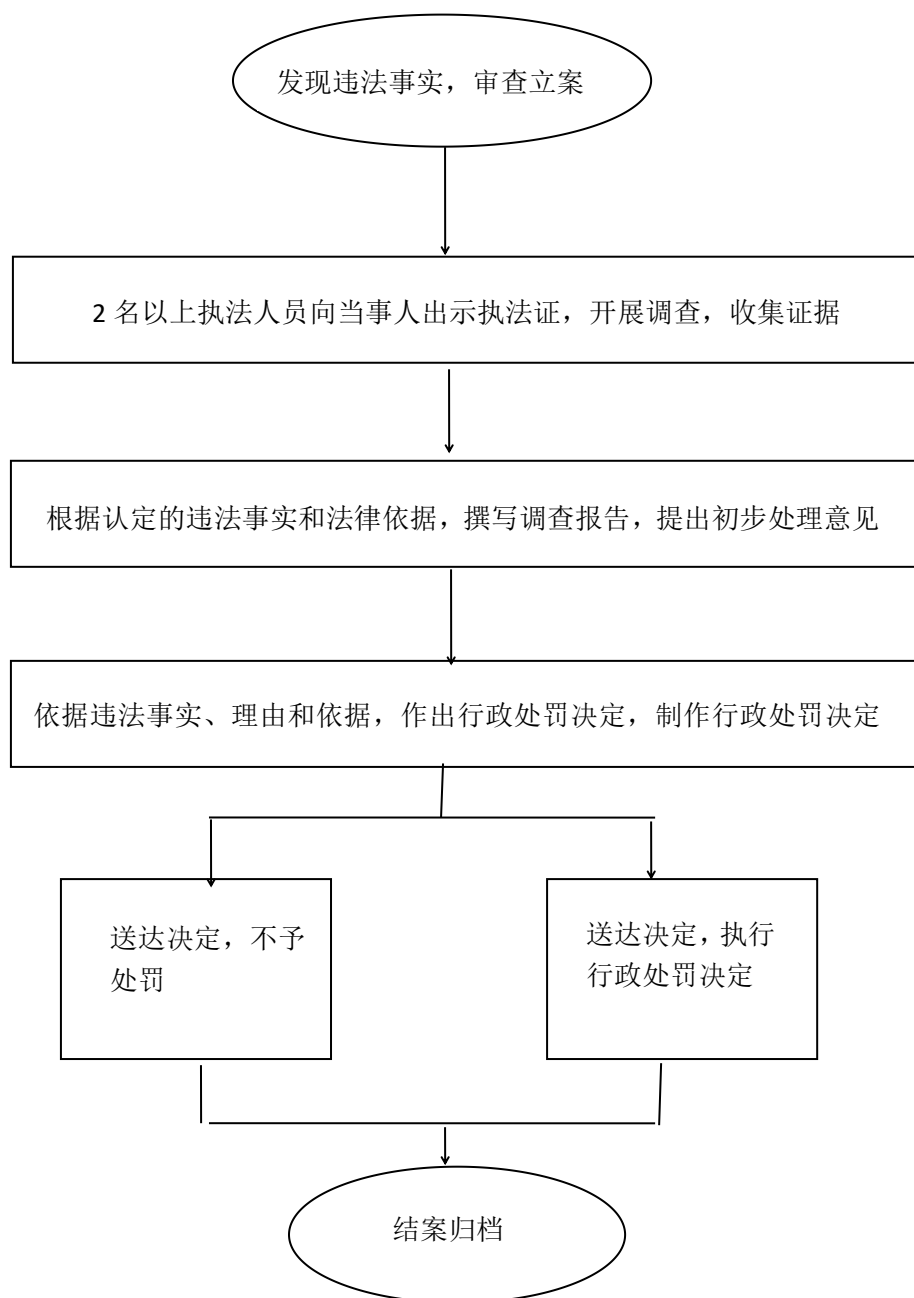 发现违法事实，审查立案
2 名以上执法人员向当事人出示执法证，开展调查，收集证据
根据认定的违法事实和法律依据，撰写调查报告，提出初步处理意见
依据违法事实、理由和依据，作出行政处罚决定，制作行政处罚决定
送达决定，不予
处罚
送达决定，执行
行政处罚决定
结案归档